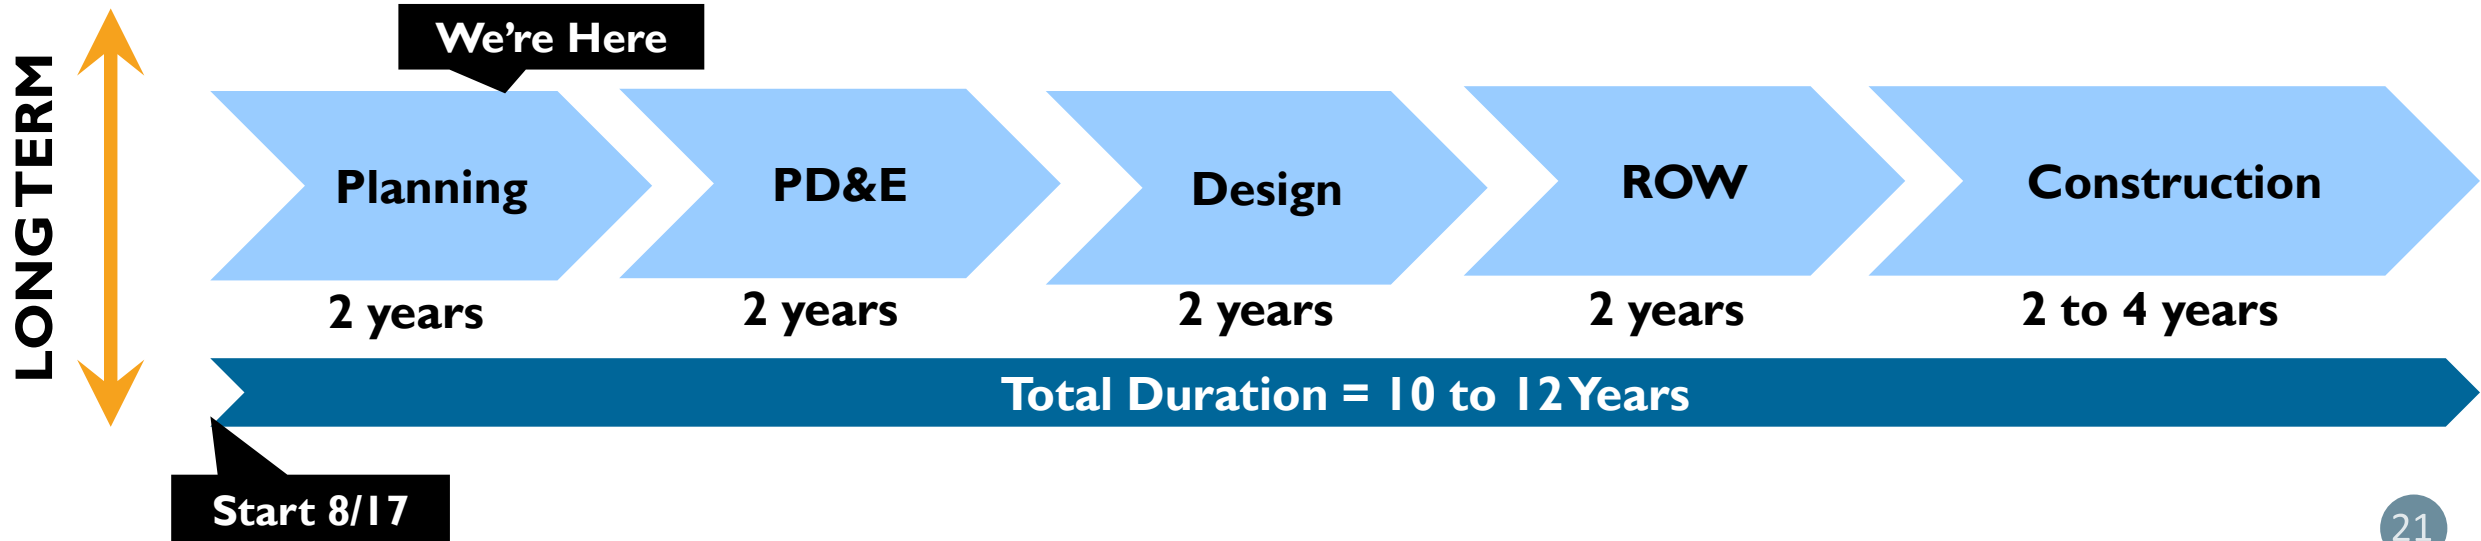 LONG TERM
We're Here
Planning
PD&E
Design
ROW
Construction
2 years
2 years
2 years
2 years
2 to 4 years
Total Duration = 10 to 12 Years
Start 8/17
21